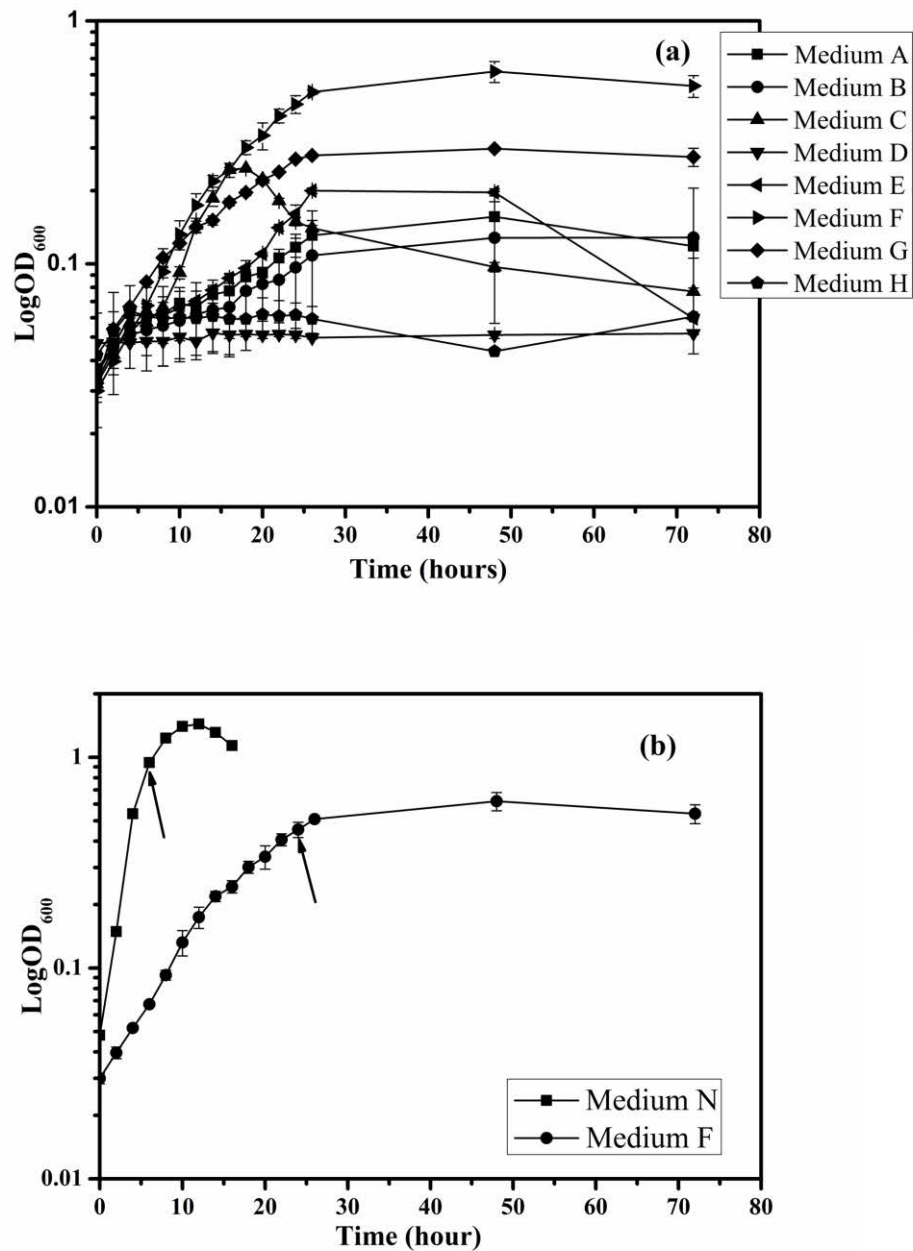 (a)
1
0.1
0.01
LogOD600
0 10 20 30 40 50 60 70 80
Time (hours)
Medium A
Medium B
Medium C
Medium D
Medium E
Medium F
Medium G
Medium H
(b)
1
0.1
0.01
LogOD600
0 10 20 30 40 50 60 70 80
Time (hour)
Medium N
Medium F